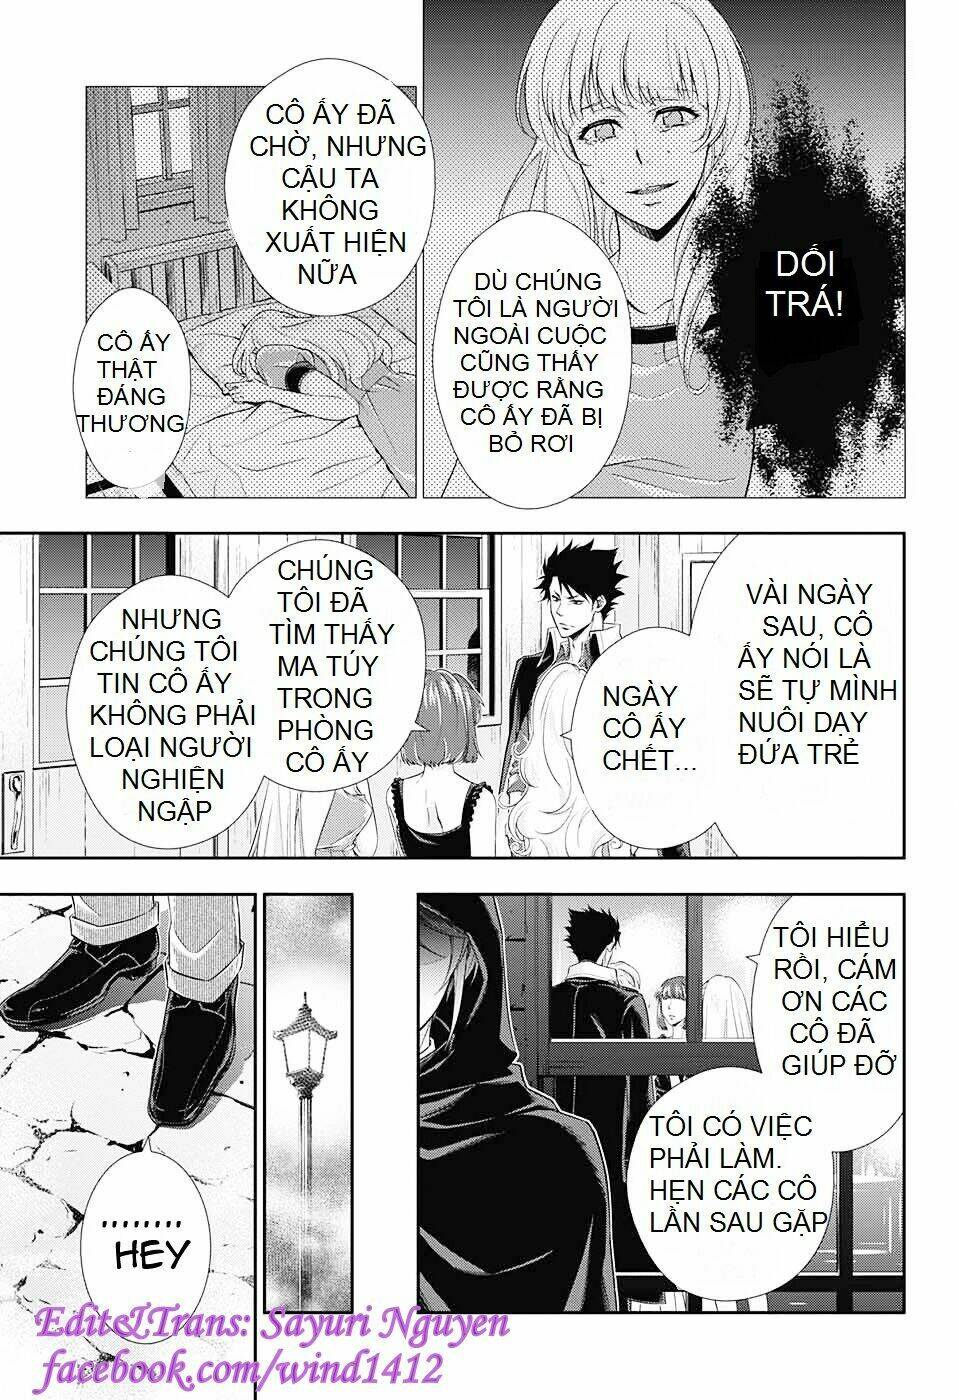 DỐI
TRÁ!
DÙ CHÚNG
TÔI LÀ NGƯỜI
NGOÀI CUỘC
CŨNG THẤY
ĐƯỢC RẰNG
CÔ ẤY ĐÃ BỊ
BỎ RƠI
CÔ ẤY ĐÃ
CHỜ, NHƯNG
CẬU TA
KHÔNG
XUẤT HIỆN
NỮA
CÔ ẤY
THẬT
ĐÁNG
THƯƠNG
VÀI NGÀY
SAU, CÔ
ẤY NÓI LÀ
SẼ TỰ MÌNH
NUÔI DẠY
ĐỨA TRẺ
NGÀY
CÔ ẤY
CHẾT...
CHÚNG
TÔI ĐÃ
TÌM THẤY
MA TÚY
TRONG
PHÒNG
CÔ ẤY
NHƯNG
CHÚNG TÔI
TIN CÔ ẤY
KHÔNG PHẢI
LOẠI NGƯỜI
NGHIỆN
NGẬP
TÔI HIỂU
RỒI, CÁM
ƠN CÁC
CÔ ĐÃ
GIÚP ĐỠ
TÔI CÓ VIỆC
PHẢI LÀM.
HẸN CÁC CÔ
LẦN SAU GẶP
........
HEY
Edit&Trans: Sayuri Nguyen
facebook.com/wind1412